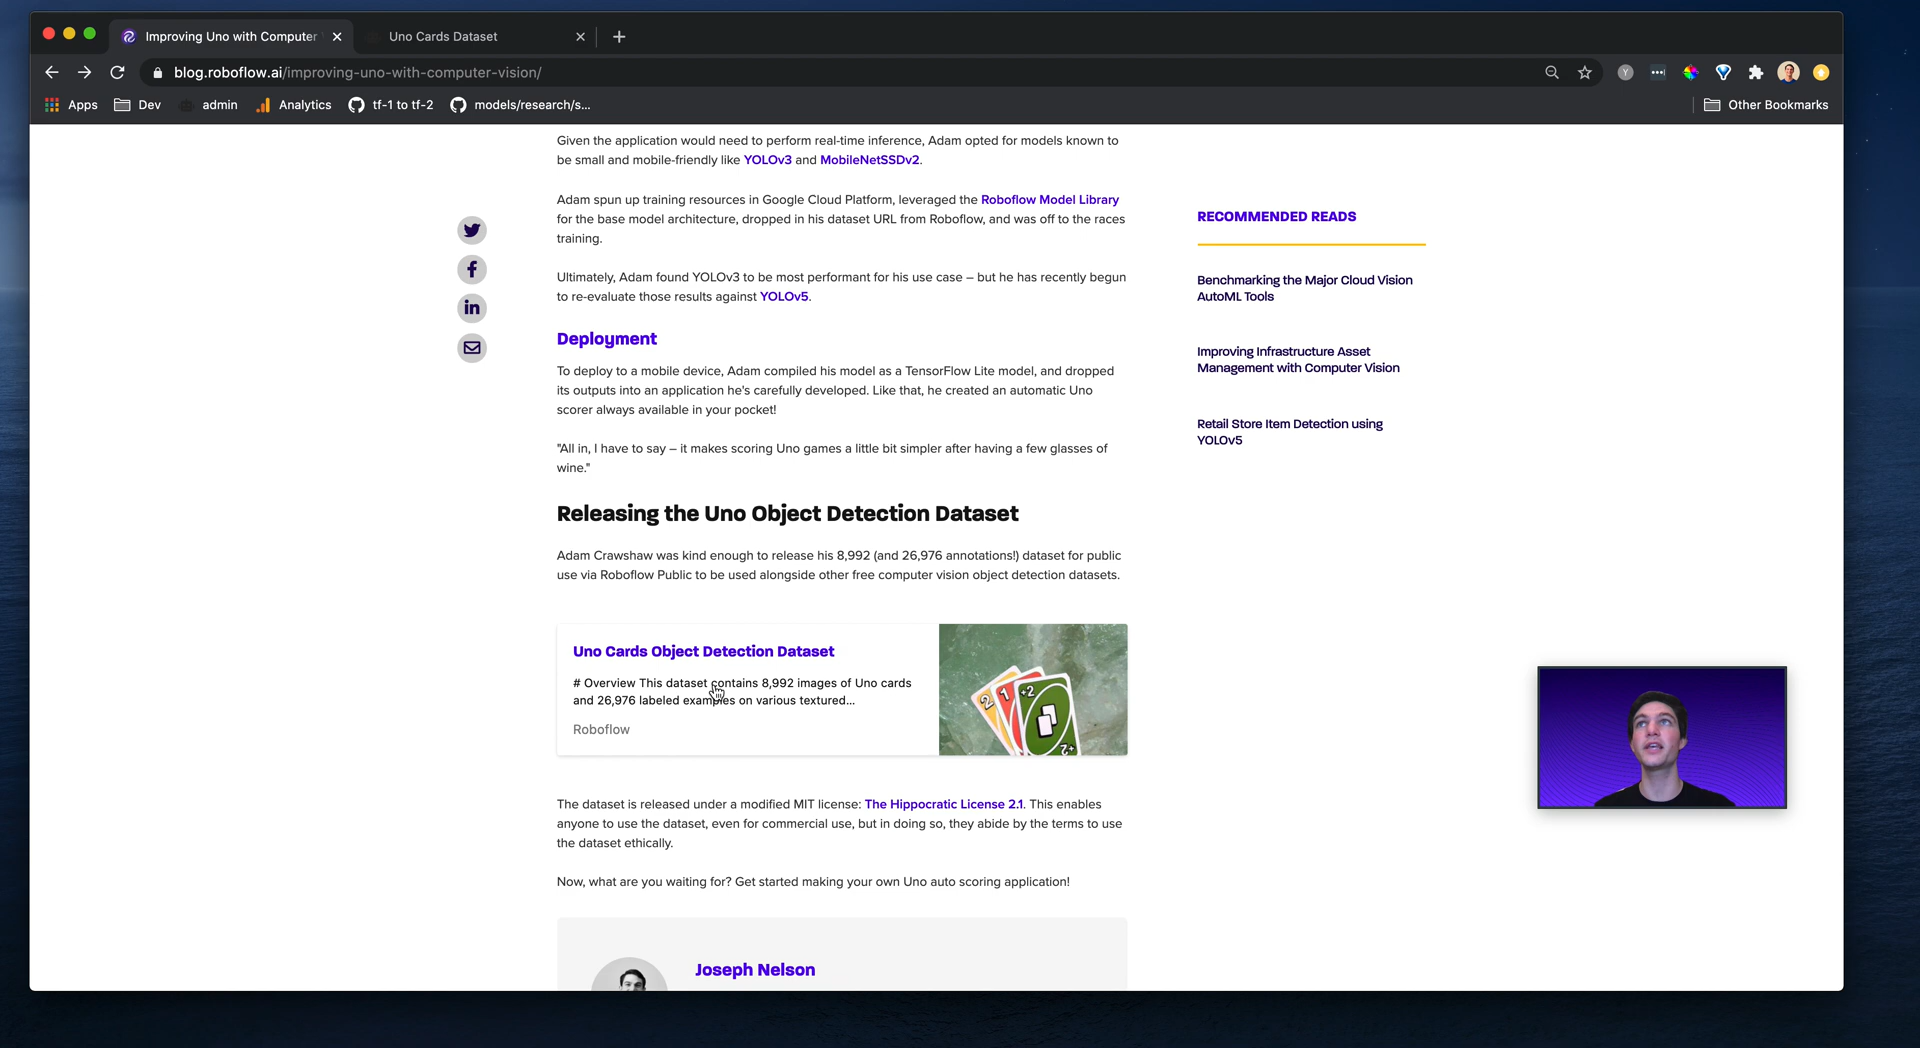 Improving Uno with Computer
Uno Cards Dataset
blog.roboflow.ai/improving-uno-with-computer-vision/
Y
Apps
Dev
admin
Analytics
tf-1 to tf-2
models/research/s...
Other Bookmarks
Given the application would need to perform real-time inference, Adam opted for models known to
be small and mobile-friendly like YOLOv3 and MobileNetSSDv2.
Adam spun up training resources in Google Cloud Platform, leveraged the Roboflow Model Library
for the base model architecture, dropped in his dataset URL from Roboflow, and was off to the races
training.
Ultimately, Adam found YOLOv3 to be most performant for his use case – but he has recently begun
to re-evaluate those results against YOLOv5.
Deployment
To deploy to a mobile device, Adam compiled his model as a TensorFlow Lite model, and dropped
its outputs into an application he's carefully developed. Like that, he created an automatic Uno
scorer always available in your pocket!
"All in, I have to say – it makes scoring Uno games a little bit simpler after having a few glasses of
wine."
Releasing the Uno Object Detection Dataset
Adam Crawshaw was kind enough to release his 8,992 (and 26,976 annotations!) dataset for public
use via Roboflow Public to be used alongside other free computer vision object detection datasets.
Uno Cards Object Detection Dataset
# Overview This dataset contains 8,992 images of Uno cards
and 26,976 labeled examples on various textured...
Roboflow
2
1
+2
+2
The dataset is released under a modified MIT license: The Hippocratic License 2.1. This enables
anyone to use the dataset, even for commercial use, but in doing so, they abide by the terms to use
the dataset ethically.
Now, what are you waiting for? Get started making your own Uno auto scoring application!
Joseph Nelson
RECOMMENDED READS
Benchmarking the Major Cloud Vision
AutoML Tools
Improving Infrastructure Asset
Management with Computer Vision
Retail Store Item Detection using
YOLOv5